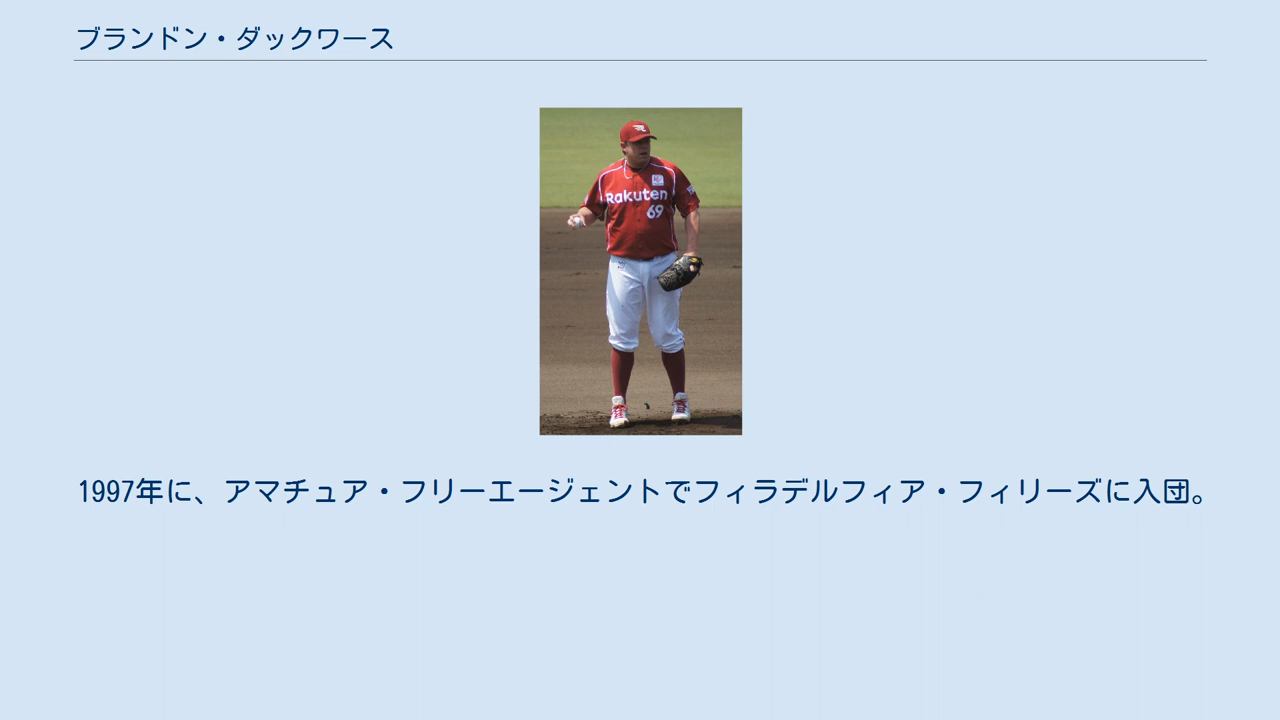 ブランドン・ダックワース
Rakuten
69
1997年に、アマチュア・フリーエージェントでフィラデルフィア・フィリーズに入団。